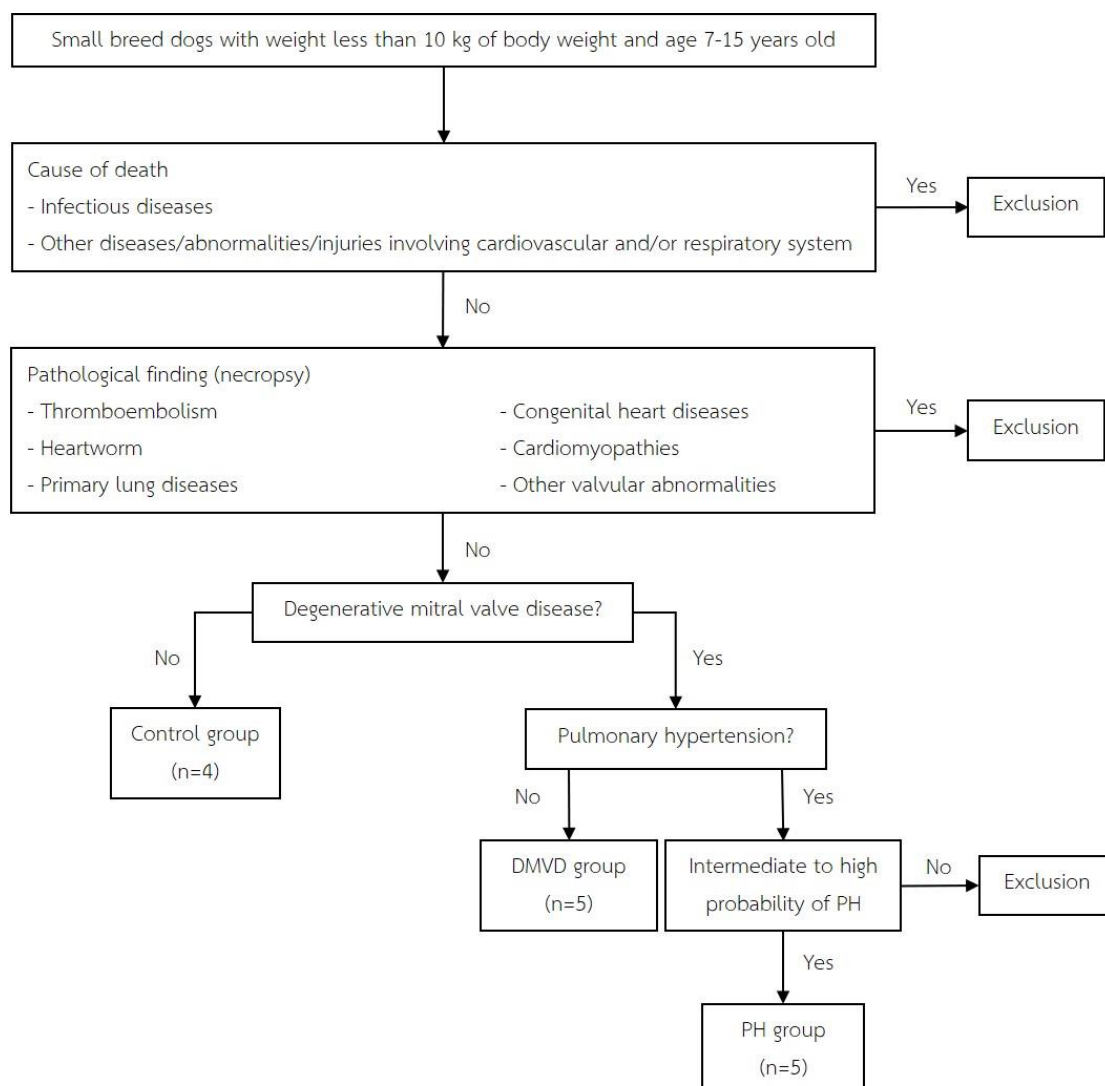 Small breed dogs with weight less than 10 kg of body weight and age 7-15 years old
Cause of death
- Infectious diseases
- Other diseases/abnormalities/injuries involving cardiovascular and/or respiratory system
Yes
Exclusion
No
Pathological finding (necropsy)
- Thromboembolism
- Heartworm
- Primary lung diseases
- Congenital heart diseases
- Cardiomyopathies
- Other valvular abnormalities
Yes
Exclusion
No
Degenerative mitral valve disease?
No
Yes
Control group
(n=4)
Pulmonary hypertension?
No
Yes
DMVD group
(n=5)
Intermediate to high
probability of PH
No
Exclusion
Yes
PH group
(n=5)